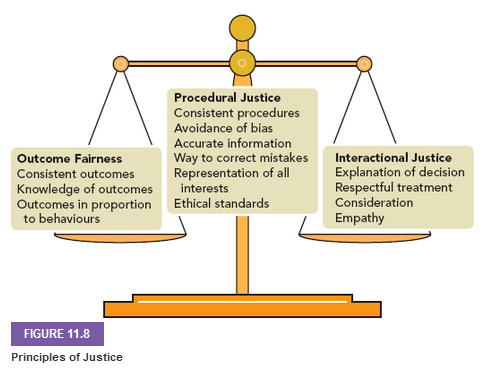 Procedural Justice
Consistent procedures
Avoidance of bias
Accurate information
Way to correct mistakes
Representation of all
interests
Ethical standards
Outcome Fairness
Consistent outcomes
Knowledge of outcomes
Outcomes in proportion
to behaviours
Interactional Justice
Explanation of decision
Respectful treatment
Consideration
Empathy
FIGURE 11.8
Principles of Justice